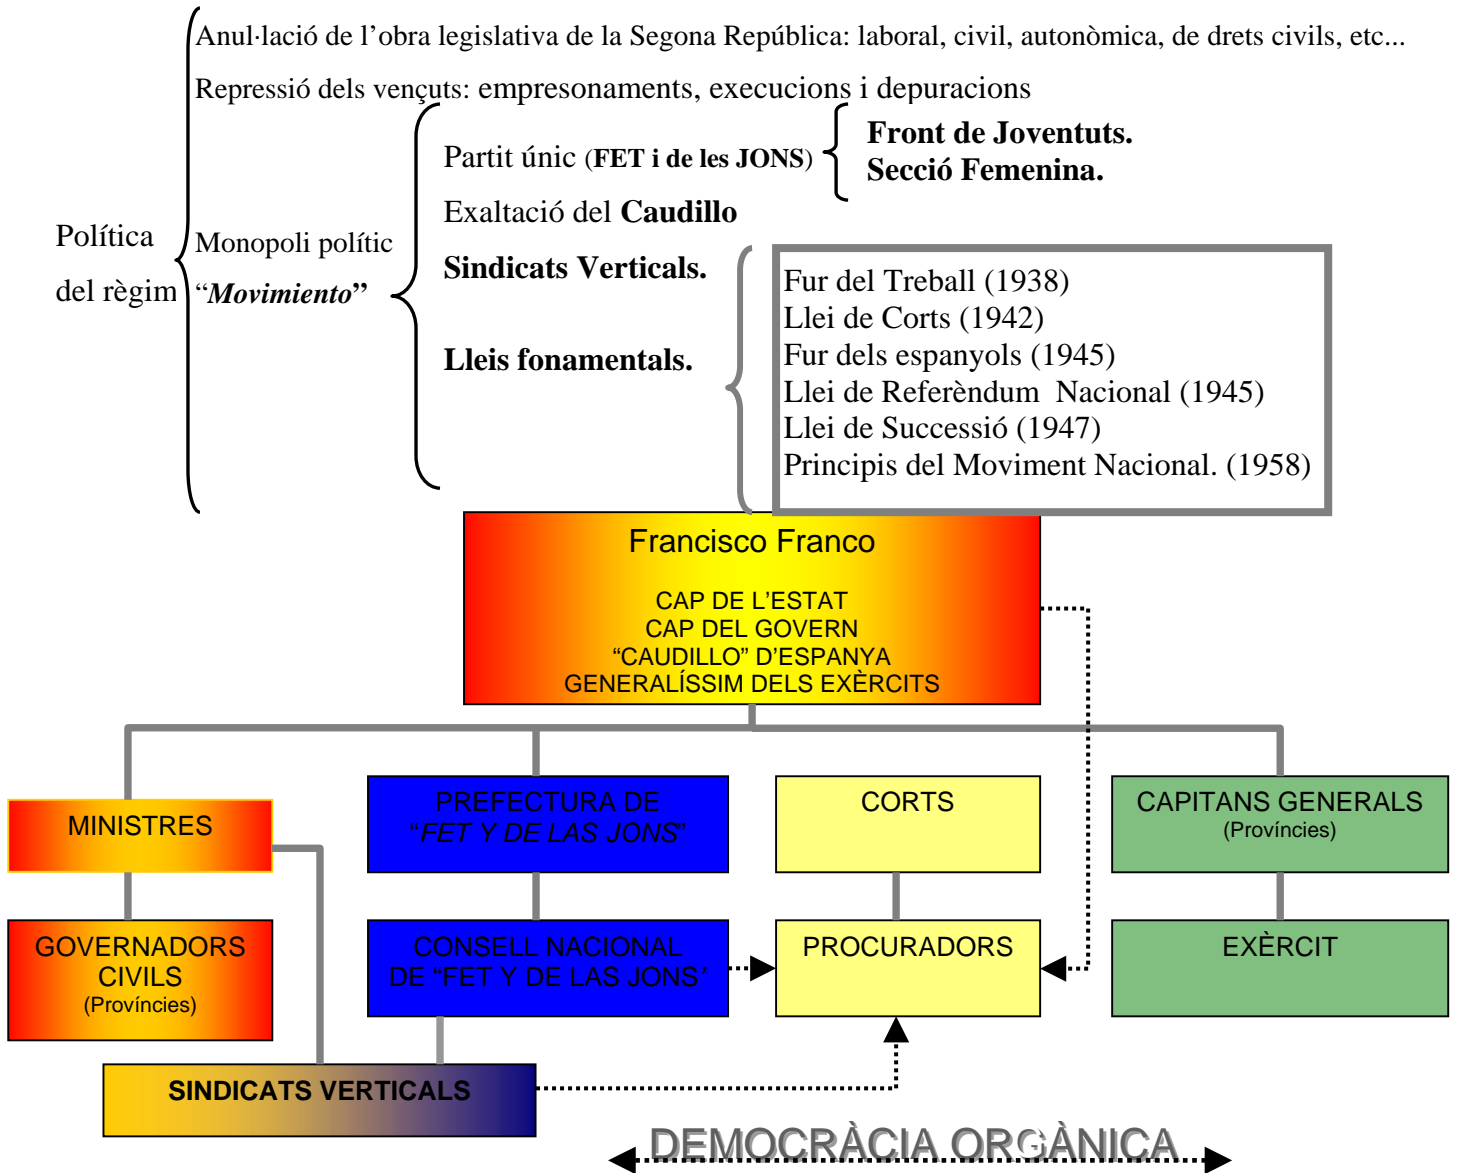 Anul·lació de l’obra legislativa de la Segona República: laboral, civil, autonòmica, de drets civils, etc...
Repressió dels vençuts: empresonaments, execucions i depuracions
Política
del règim
Monopoli polític
“Movimiento”
Partit únic (FET i de les JONS)
Front de Joventuts.
Secció Femenina.
Exaltació del Caudillo
Sindicats Verticals.
Lleis fonamentals.
Fur del Treball (1938)
Llei de Corts (1942)
Fur dels espanyols (1945)
Llei de Referèndum Nacional (1945)
Llei de Successió (1947)
Principis del Moviment Nacional. (1958)
Francisco Franco
CAP DE L’ESTAT
CAP DEL GOVERN
“CAUDILLO” D’ESPANYA
GENERALÍSSIM DELS EXÈRCITS
MINISTRES
PREFECTURA DE
“FET Y DE LAS JONS”
CORTS
CAPITANS GENERALS
(Províncies)
GOVERNADORS
CIVILS
(Províncies)
CONSELL NACIONAL
DE “FET Y DE LAS JONS”
PROCURADORS
EXÈRCIT
SINDICATS VERTICALS
DEMOCRÀCIA ORGÀNICA